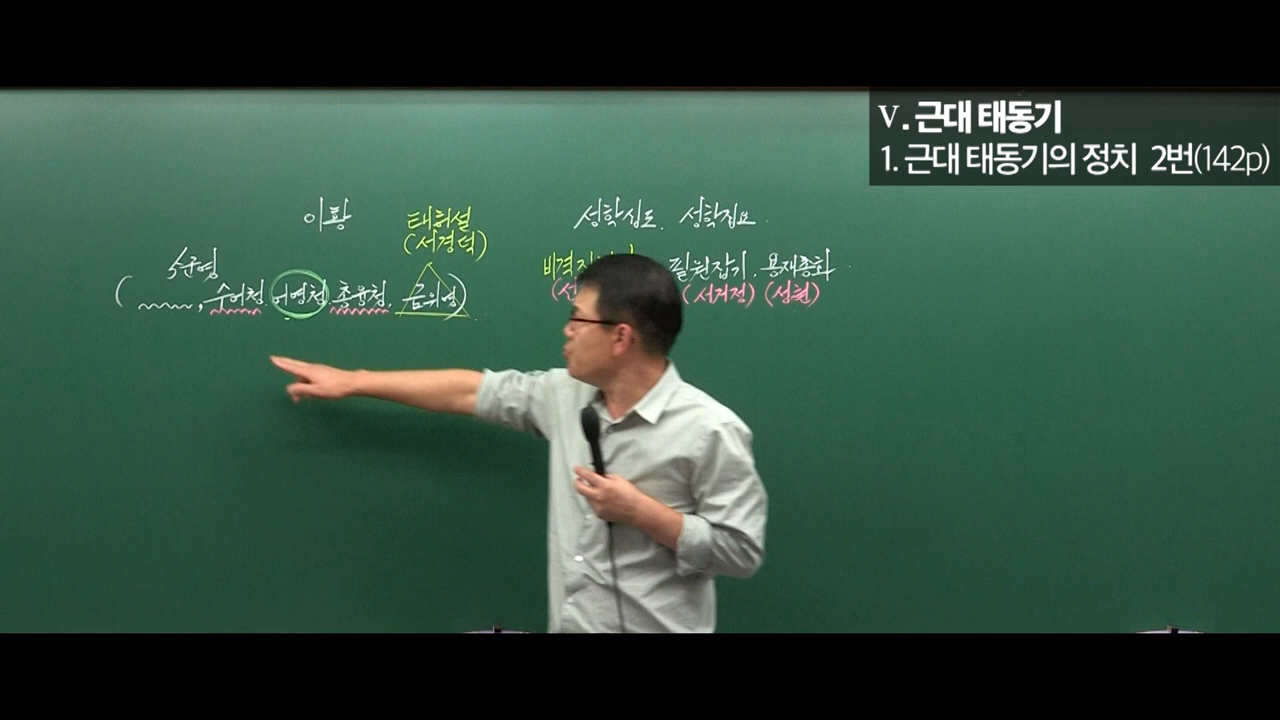 V. 근대 태동기
1. 근대 태동기의 정치 2번(142p)
이황 태허설 성학십도. 성학집요.
(서경덕)
필원잡기. 용재총화
( , 수어청. 어영청. 총융청. 금위영)
(서거정) (성현)